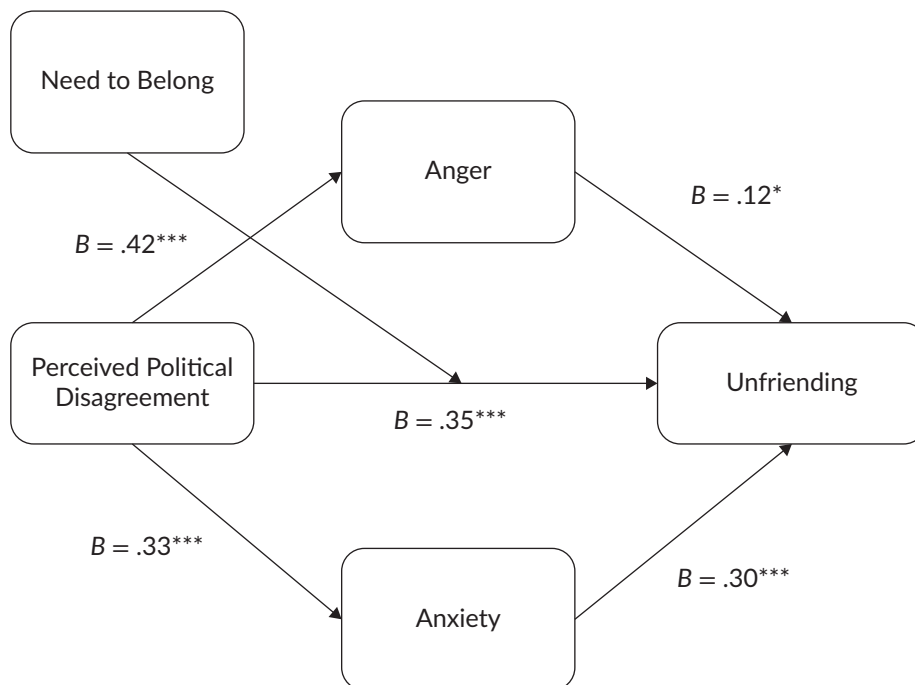 Need to Belong
Anger
B = .12*
B = .42***
Perceived Political
Disagreement
Unfriending
B = .35***
B = .33***
B = .30***
Anxiety